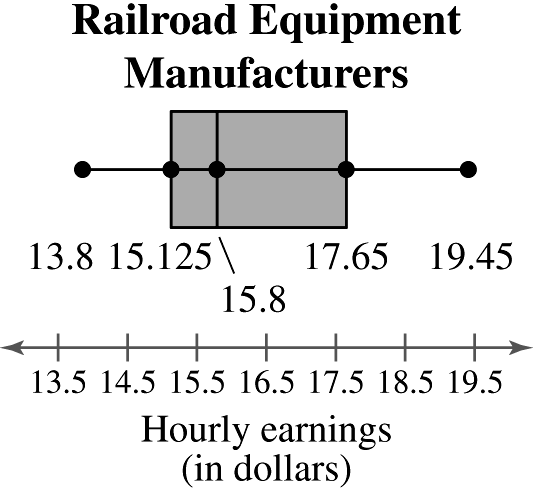 Railroad Equipment
Manufacturers
13.8 15.125 17.65 19.45
15.8
13.5 14.5 15.5 16.5 17.5 18.5 19.5
Hourly earnings
(in dollars)